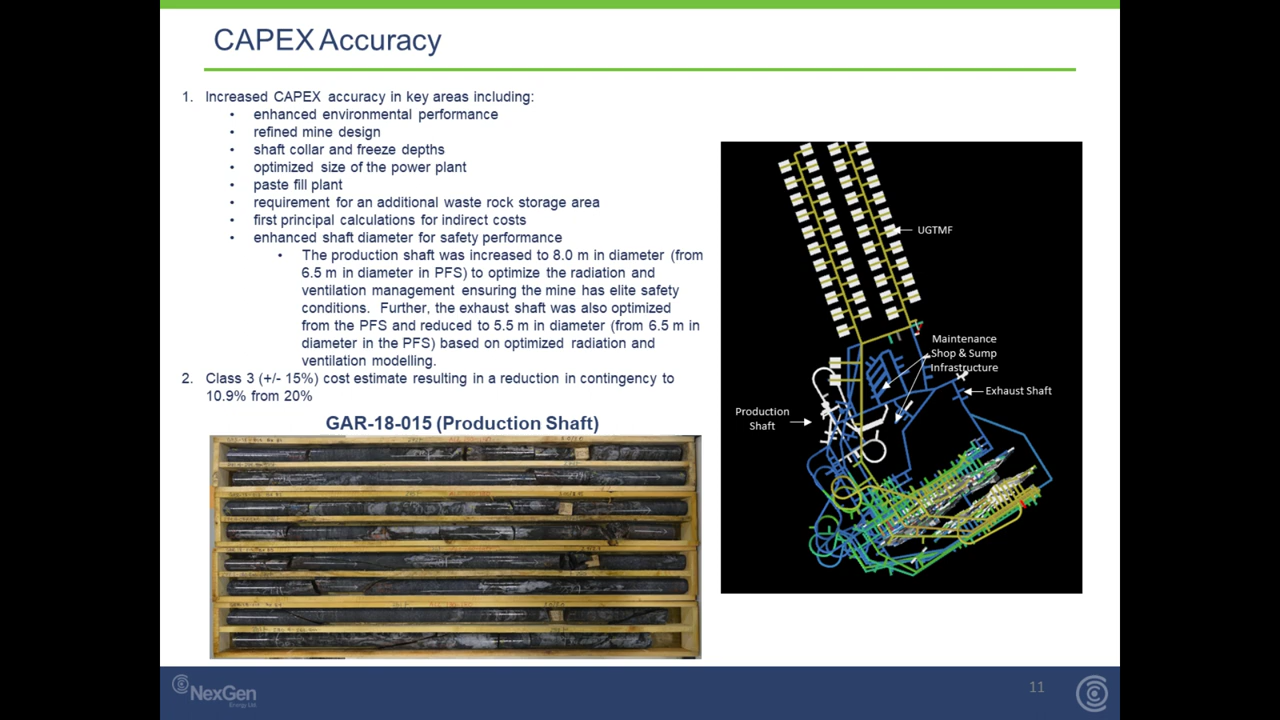 CAPEX Accuracy
1. Increased CAPEX accuracy in key areas including:
• enhanced environmental performance
• refined mine design
• shaft collar and freeze depths
• optimized size of the power plant
• paste fill plant
• requirement for an additional waste rock storage area
• first principal calculations for indirect costs
• enhanced shaft diameter for safety performance
• The production shaft was increased to 8.0 m in diameter (from
6.5 m in diameter in PFS) to optimize the radiation and
ventilation management ensuring the mine has elite safety
conditions. Further, the exhaust shaft was also optimized
from the PFS and reduced to 5.5 m in diameter (from 6.5 m in
diameter in the PFS) based on optimized radiation and
ventilation modelling.
2. Class 3 (+/- 15%) cost estimate resulting in a reduction in contingency to
10.9% from 20%
GAR-18-015 (Production Shaft)
UGTMF
Maintenance
Shop & Sump
Infrastructure
Exhaust Shaft
Production
Shaft
NexGen
Energy Ltd
11